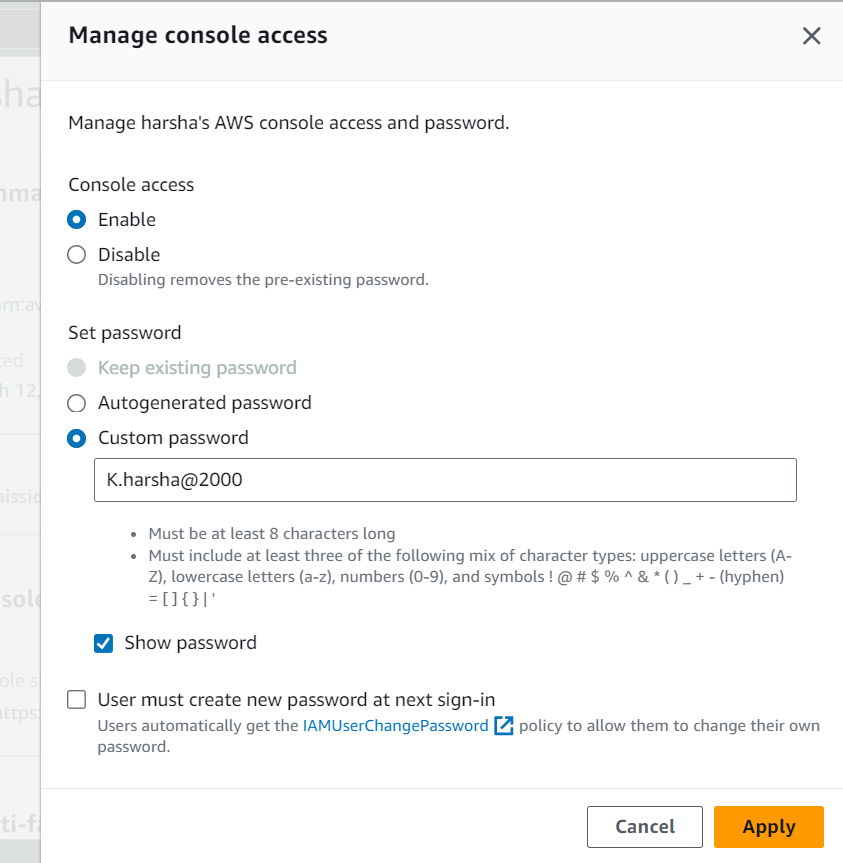 Manage console access
Manage harsha's AWS console access and password.
Console access
Enable
Disable
Disabling removes the pre-existing password.
Set password
Keep existing password
Autogenerated password
Custom password
K.harsha@2000
• Must be at least 8 characters long
• Must include at least three of the following mix of character types: uppercase letters (A-
Z), lowercase letters (a-z), numbers (0-9), and symbols ! @ # $ % ^ & * ( ) _ + - (hyphen)
= [ ] { } | '
Show password
User must create new password at next sign-in
Users automatically get the IAMUserChangePassword policy to allow them to change their own
password.
Cancel
Apply